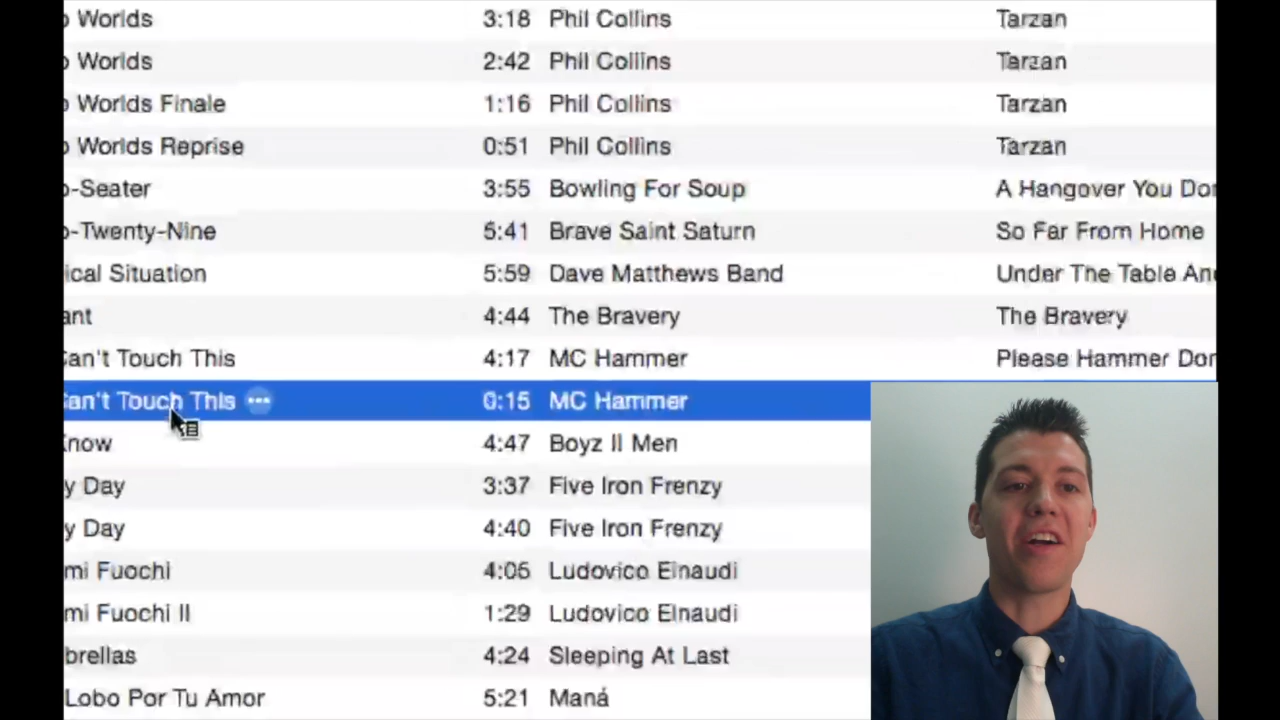 o Worlds 3:18 Phil Collins Tarzan
o Worlds 2:42 Phil Collins Tarzan
o Worlds Finale 1:16 Phil Collins Tarzan
o Worlds Reprise 0:51 Phil Collins Tarzan
o-Seater 3:55 Bowling For Soup A Hangover You Don
o-Twenty-Nine 5:41 Brave Saint Saturn So Far From Home
ical Situation 5:59 Dave Matthews Band Under The Table And
ant 4:44 The Bravery The Bravery
Can't Touch This 4:17 MC Hammer Please Hammer Don
Can't Touch This ••• 0:15 MC Hammer
Know 4:47 Boyz II Men
y Day 3:37 Five Iron Frenzy
y Day 4:40 Five Iron Frenzy
mi Fuochi 4:05 Ludovico Einaudi
mi Fuochi II 1:29 Ludovico Einaudi
brellas 4:24 Sleeping At Last
Lobo Por Tu Amor 5:21 Maná